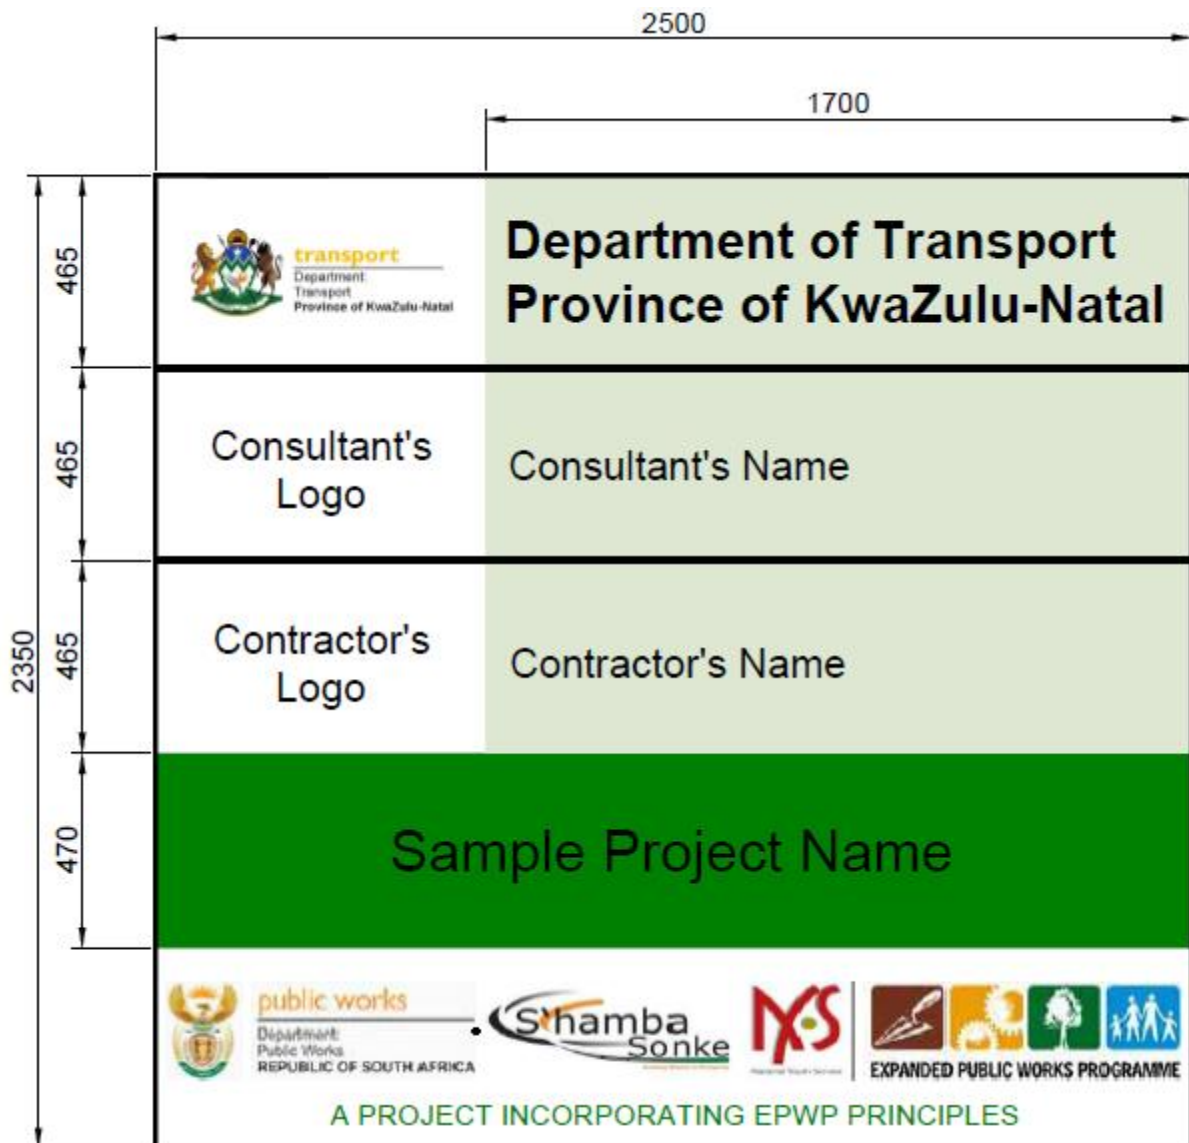 2500
1700
465
transport
Department:
Transport
Province of KwaZulu-Natal
Department of Transport
Province of KwaZulu-Natal
465
Consultant's
Logo
Consultant's Name
2350
465
Contractor's
Logo
Contractor's Name
470
Sample Project Name
public works
Department:
Public Works
REPUBLIC OF SOUTH AFRICA
S'hamba
Sonke
NYS
EXPANDED PUBLIC WORKS PROGRAMME
A PROJECT INCORPORATING EPWP PRINCIPLES